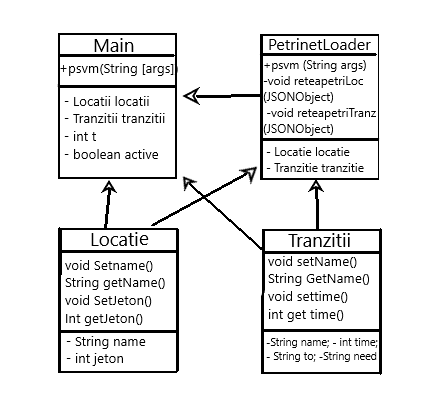 Main
+psvm(String [args])
- Locatii locatii
- Tranzitii tranzitii
- int t
- boolean active
PetrinetLoader
+psvm (String args)
-void reteapetriLoc
(JSONObject)
-void reteapetriTranz
(JSONObject)
- Locatie locatie
- Tranzitie tranzitie
Locatie
void Setname()
String getName()
void SetJeton()
Int getJeton()
- String name
- int jeton
Tranzitii
void setName()
String GetName()
void settime()
int get time()
-String name; - int time;
- String to; -String need